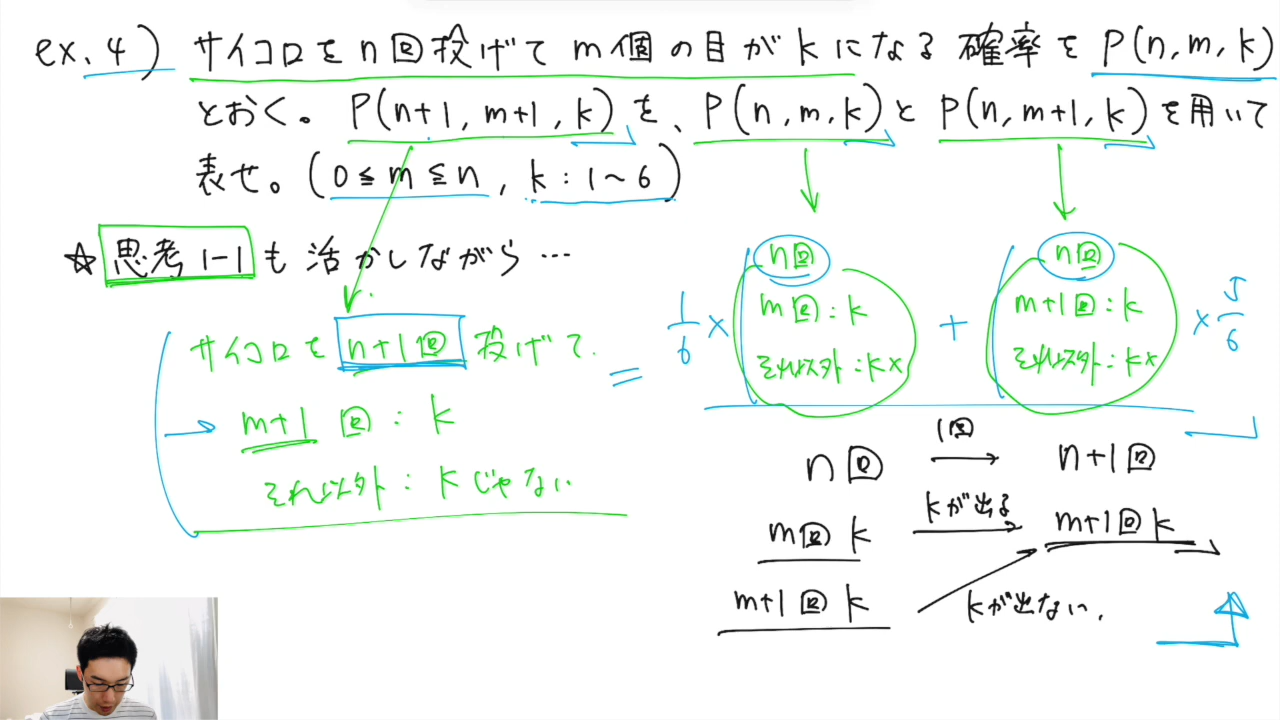 ex. 4) サイコロをn回投げてm個の目がkになる確率をP(n, m, k)
とおく。P(n+1, m+1, k)を、P(n, m, k)とP(n, m+1, k)を用いて
表せ。(0≦m≦n, k:1~6)
☆思考1-1も活かしながら…
サイコロをn+1回投げて、
→m+1回:k
それ以外:kじゃない
=
1/6 ×
n回
m回:k
それ以外:k×
+
n回
m+1回:k
それ以外:k×
× 5/6
n回 1回→ n+1回
m回k kが出る→ m+1回k
m+1回k kが出ない.